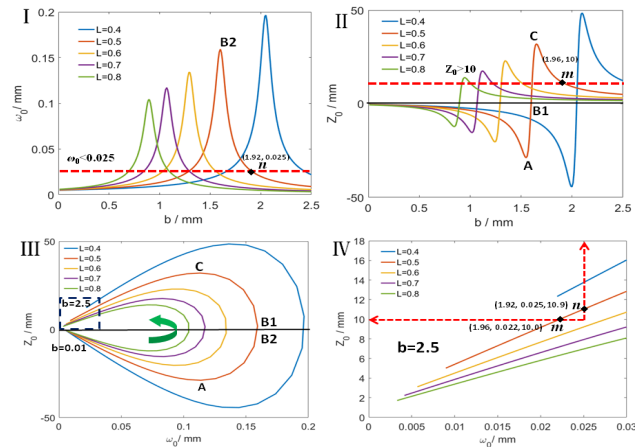 I
L=0.4
L=0.5
L=0.6
L=0.7
L=0.8
B2
ω₀<0.025
(1.92, 0.025)
n
ω₀/ mm
0.2
0.15
0.1
0.05
0
0
0.5
1
1.5
2
2.5
b / mm
II
L=0.4
L=0.5
L=0.6
L=0.7
L=0.8
C
(1.96, 10)
m
Z₀>10
B1
A
Z₀/ mm
50
0
-50
0
0.5
1
1.5
2
2.5
b / mm
III
L=0.4
L=0.5
L=0.6
L=0.7
L=0.8
C
b=2.5
B1
b=0.01
B2
A
Z₀/ mm
50
0
-50
0
0.05
0.1
0.15
0.2
ω₀/ mm
IV
L=0.4
L=0.5
L=0.6
L=0.7
L=0.8
(1.92, 0.025,10.9)
n
(1.96, 0.022,10.0)
m
b=2.5
Z₀/ mm
18
16
14
12
10
8
6
4
2
0
0
0.005
0.01
0.015
0.02
0.025
0.03
ω₀/ mm